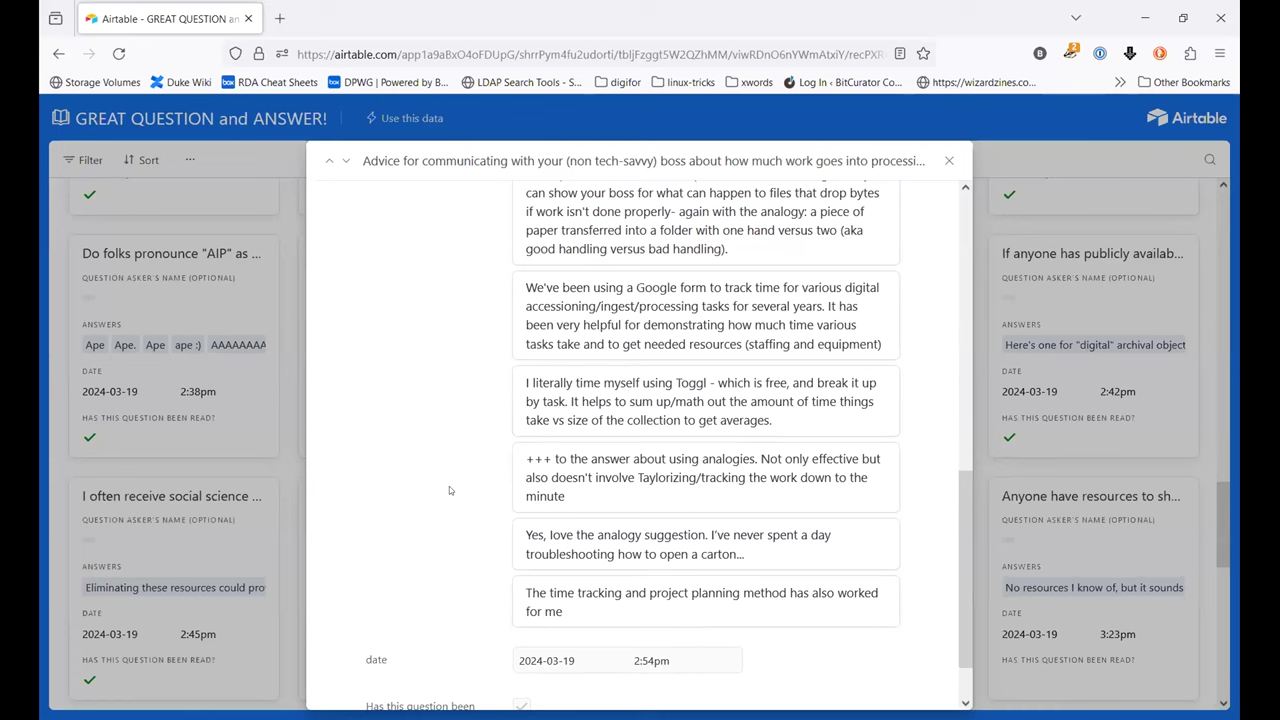 Airtable - GREAT QUESTION an
https://airtable.com/app1a9aBxO4oFDUpG/shrrPym4fu2udorti/tbljFzggt5W2QZhMM/viwRDnO6nYWmAtxiY/recPXR
2
Storage Volumes
Duke Wiki
RDA Cheat Sheets
DPWG | Powered by B...
LDAP Search Tools - S...
digifor
linux-tricks
xwords
Log In ‹ BitCurator Co...
https://wizardzines.co...
Other Bookmarks
GREAT QUESTION and ANSWER!
Use this data
Airtable
Filter
Sort
Advice for communicating with your (non tech-savvy) boss about how much work goes into processi...
Do folks pronounce "AIP" as ...
QUESTION ASKER'S NAME (OPTIONAL)
ANSWERS
Ape Ape. Ape ape :) AAAAAAAA
DATE
2024-03-19 2:38pm
HAS THIS QUESTION BEEN READ?
I often receive social science ...
QUESTION ASKER'S NAME (OPTIONAL)
ANSWERS
Eliminating these resources could pro
DATE
2024-03-19 2:45pm
HAS THIS QUESTION BEEN READ?
can show your boss for what can happen to files that drop bytes
if work isn't done properly- again with the analogy: a piece of
paper transferred into a folder with one hand versus two (aka
good handling versus bad handling).
We've been using a Google form to track time for various digital
accessioning/ingest/processing tasks for several years. It has
been very helpful for demonstrating how much time various
tasks take and to get needed resources (staffing and equipment)
I literally time myself using Toggl - which is free, and break it up
by task. It helps to sum up/math out the amount of time things
take vs size of the collection to get averages.
+++ to the answer about using analogies. Not only effective but
also doesn't involve Taylorizing/tracking the work down to the
minute
Yes, Iove the analogy suggestion. I've never spent a day
troubleshooting how to open a carton...
The time tracking and project planning method has also worked
for me
date
2024-03-19 2:54pm
Has this question been
If anyone has publicly availab...
QUESTION ASKER'S NAME (OPTIONAL)
ANSWERS
Here's one for "digital" archival object
DATE
2024-03-19 2:42pm
HAS THIS QUESTION BEEN READ?
Anyone have resources to sh...
QUESTION ASKER'S NAME (OPTIONAL)
ANSWERS
No resources I know of, but it sounds
DATE
2024-03-19 3:23pm
HAS THIS QUESTION BEEN READ?